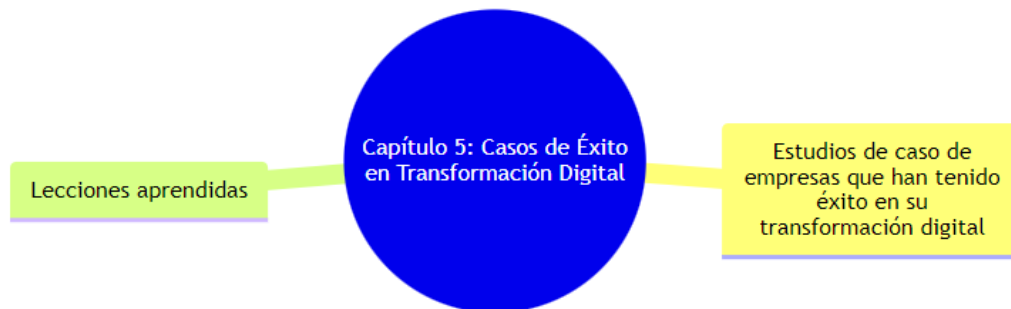 Capítulo 5: Casos de Éxito
en Transformación Digital
Lecciones aprendidas
Estudios de caso de
empresas que han tenido
éxito en su
transformación digital